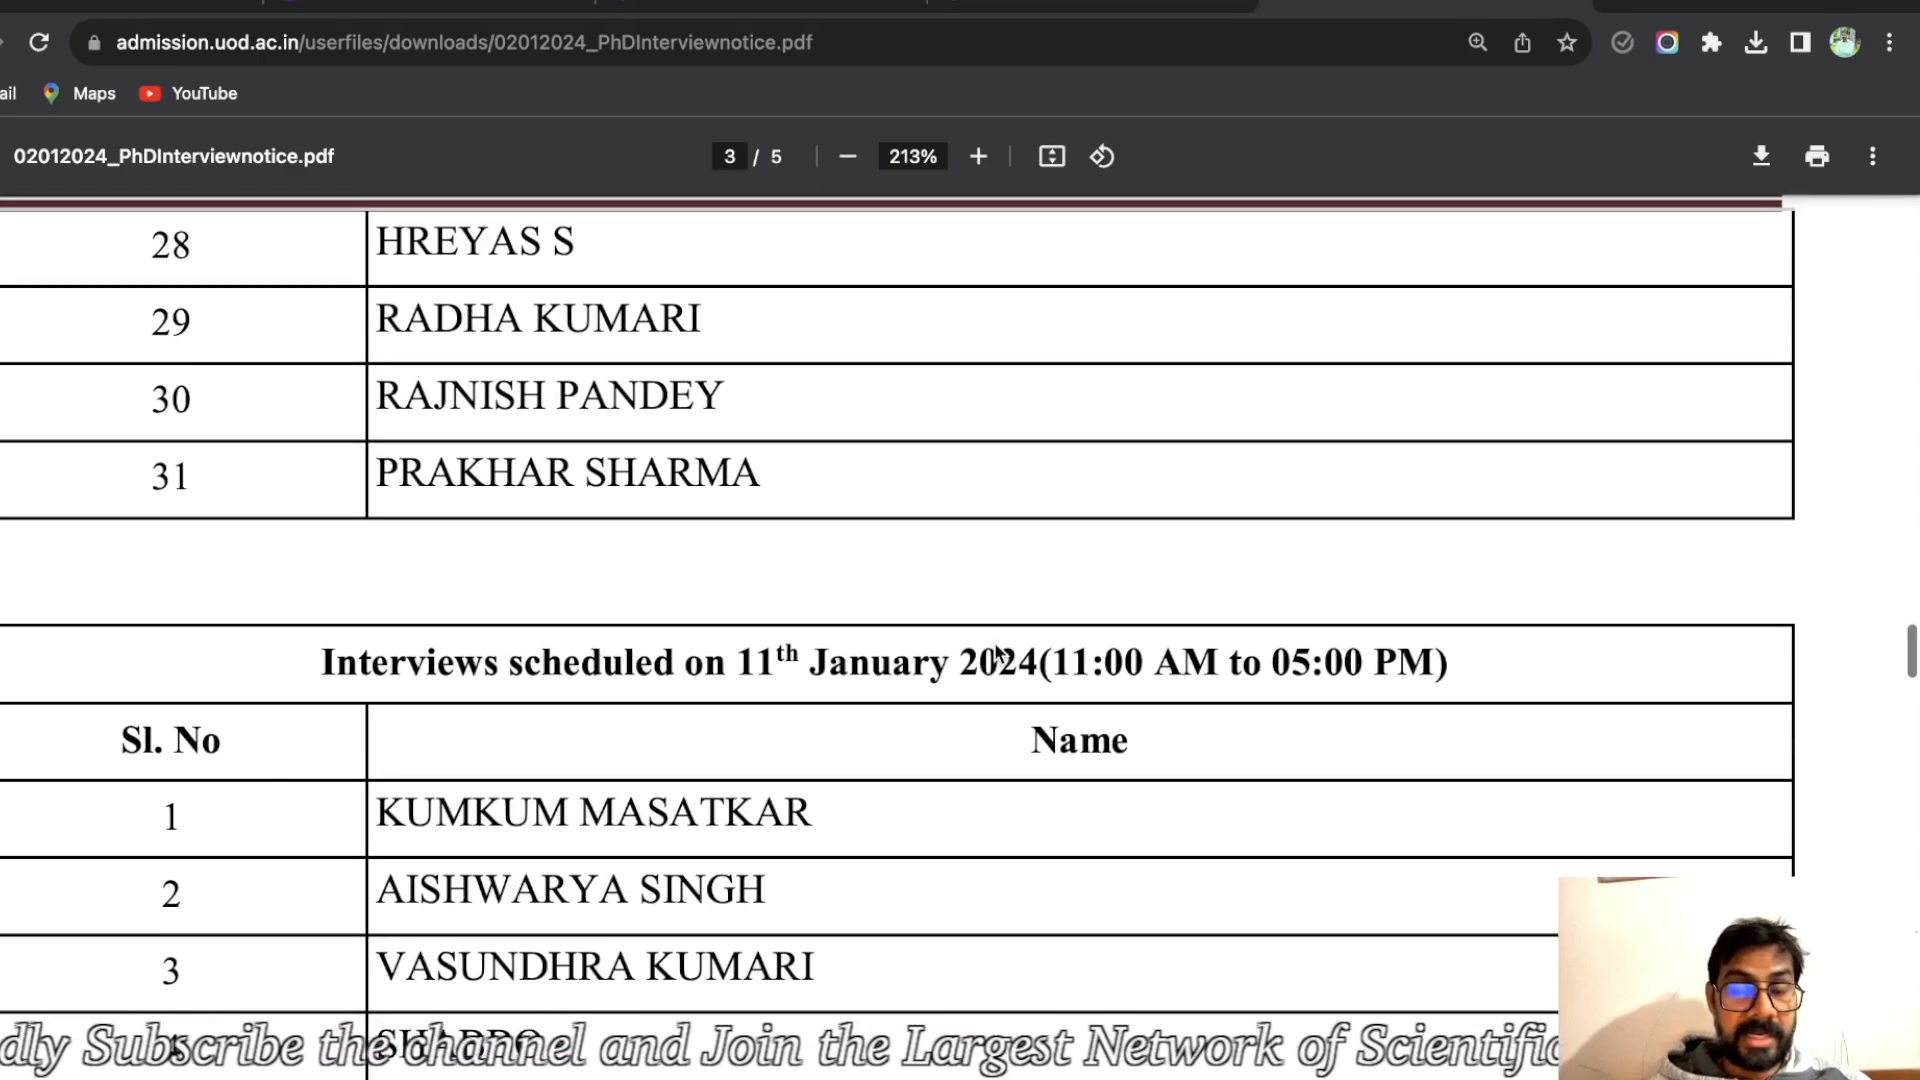 admission.uod.ac.in/userfiles/downloads/02012024_PhDInterviewnotice.pdf
ail Maps YouTube
02012024_PhDInterviewnotice.pdf 3 / 5 213%
28 HREYAS S
29 RADHA KUMARI
30 RAJNISH PANDEY
31 PRAKHAR SHARMA
Interviews scheduled on 11th January 2024(11:00 AM to 05:00 PM)
Sl. No Name
1 KUMKUM MASATKAR
2 AISHWARYA SINGH
3 VASUNDHRA KUMARI
dly Subscribe the channel and Join the Largest Network of Scientific